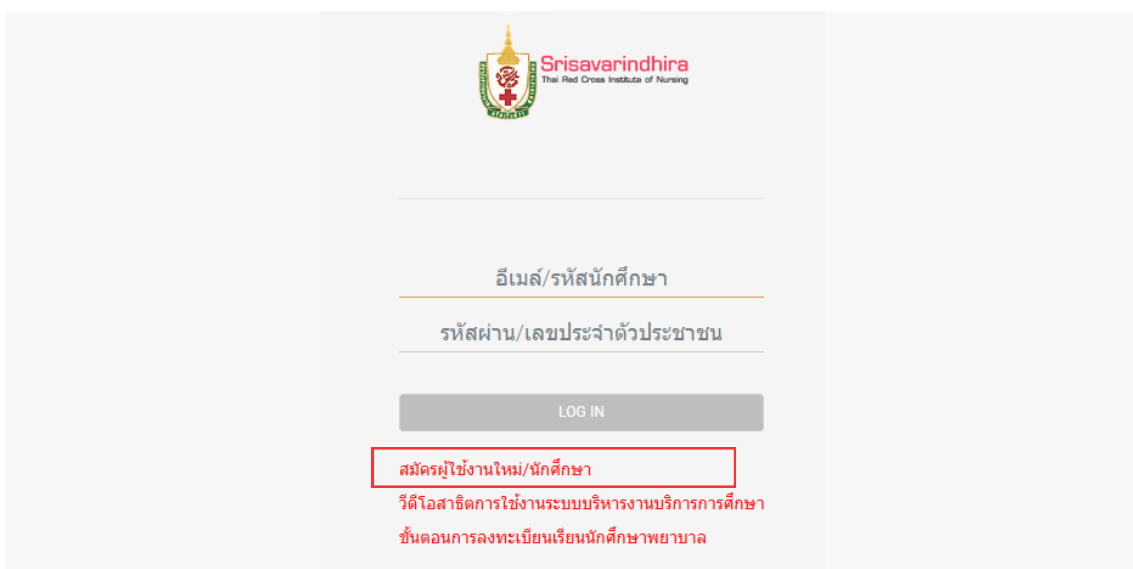 Srisavarindhira
Thai Red Cross Institute of Nursing
อีเมล์/รหัสนักศึกษา
รหัสผ่าน/เลขประจำตัวประชาชน
LOG IN
สมัครผู้ใช้งานใหม่/นักศึกษา
วีดีโอสาธิตการใช้งานระบบบริหารงานบริการการศึกษา
ขั้นตอนการลงทะเบียนเรียนนักศึกษาพยาบาล